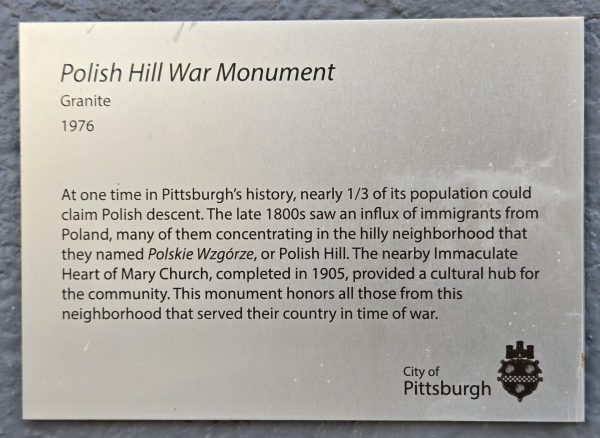 Polish Hill War Monument
Granite
1976
At one time in Pittsburgh's history, nearly 1/3 of its population could
claim Polish descent. The late 1800s saw an influx of immigrants from
Poland, many of them concentrating in the hilly neighborhood that
they named Polskie Wzgórze, or Polish Hill. The nearby Immaculate
Heart of Mary Church, completed in 1905, provided a cultural hub for
the community. This monument honors all those from this
neighborhood that served their country in time of war.
City of
Pittsburgh